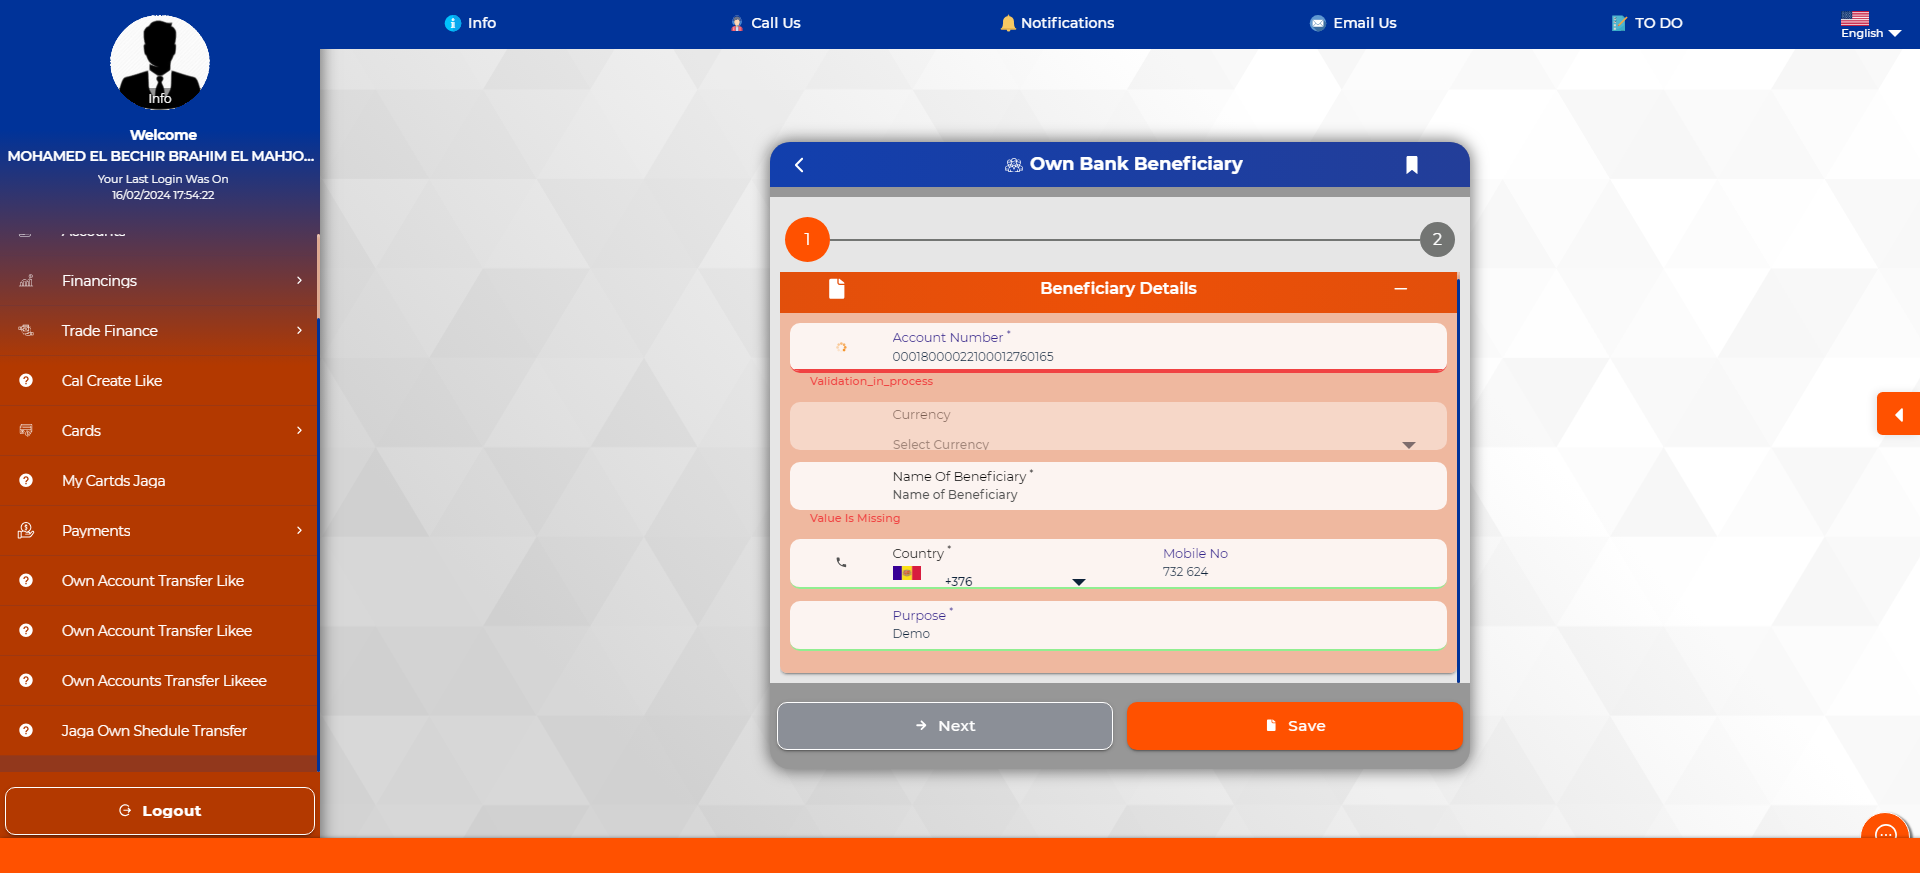 Info
Call Us
Notifications
Email Us
TO DO
English
Info
Welcome
MOHAMED EL BECHIR BRAHIM EL MAHJO...
Your Last Login Was On
16/02/2024 17:54:22
Accounts
Financings
Trade Finance
Cal Create Like
Cards
My Cartds Jaga
Payments
Own Account Transfer Like
Own Account Transfer Likee
Own Accounts Transfer Likeee
Jaga Own Shedule Transfer
Logout
Own Bank Beneficiary
1
2
Beneficiary Details
Account Number *
00018000022100012760165
Validation_in_process
Currency
Select Currency
Name Of Beneficiary *
Name of Beneficiary
Value Is Missing
Country *
+376
Mobile No
732 624
Purpose *
Demo
Next
Save